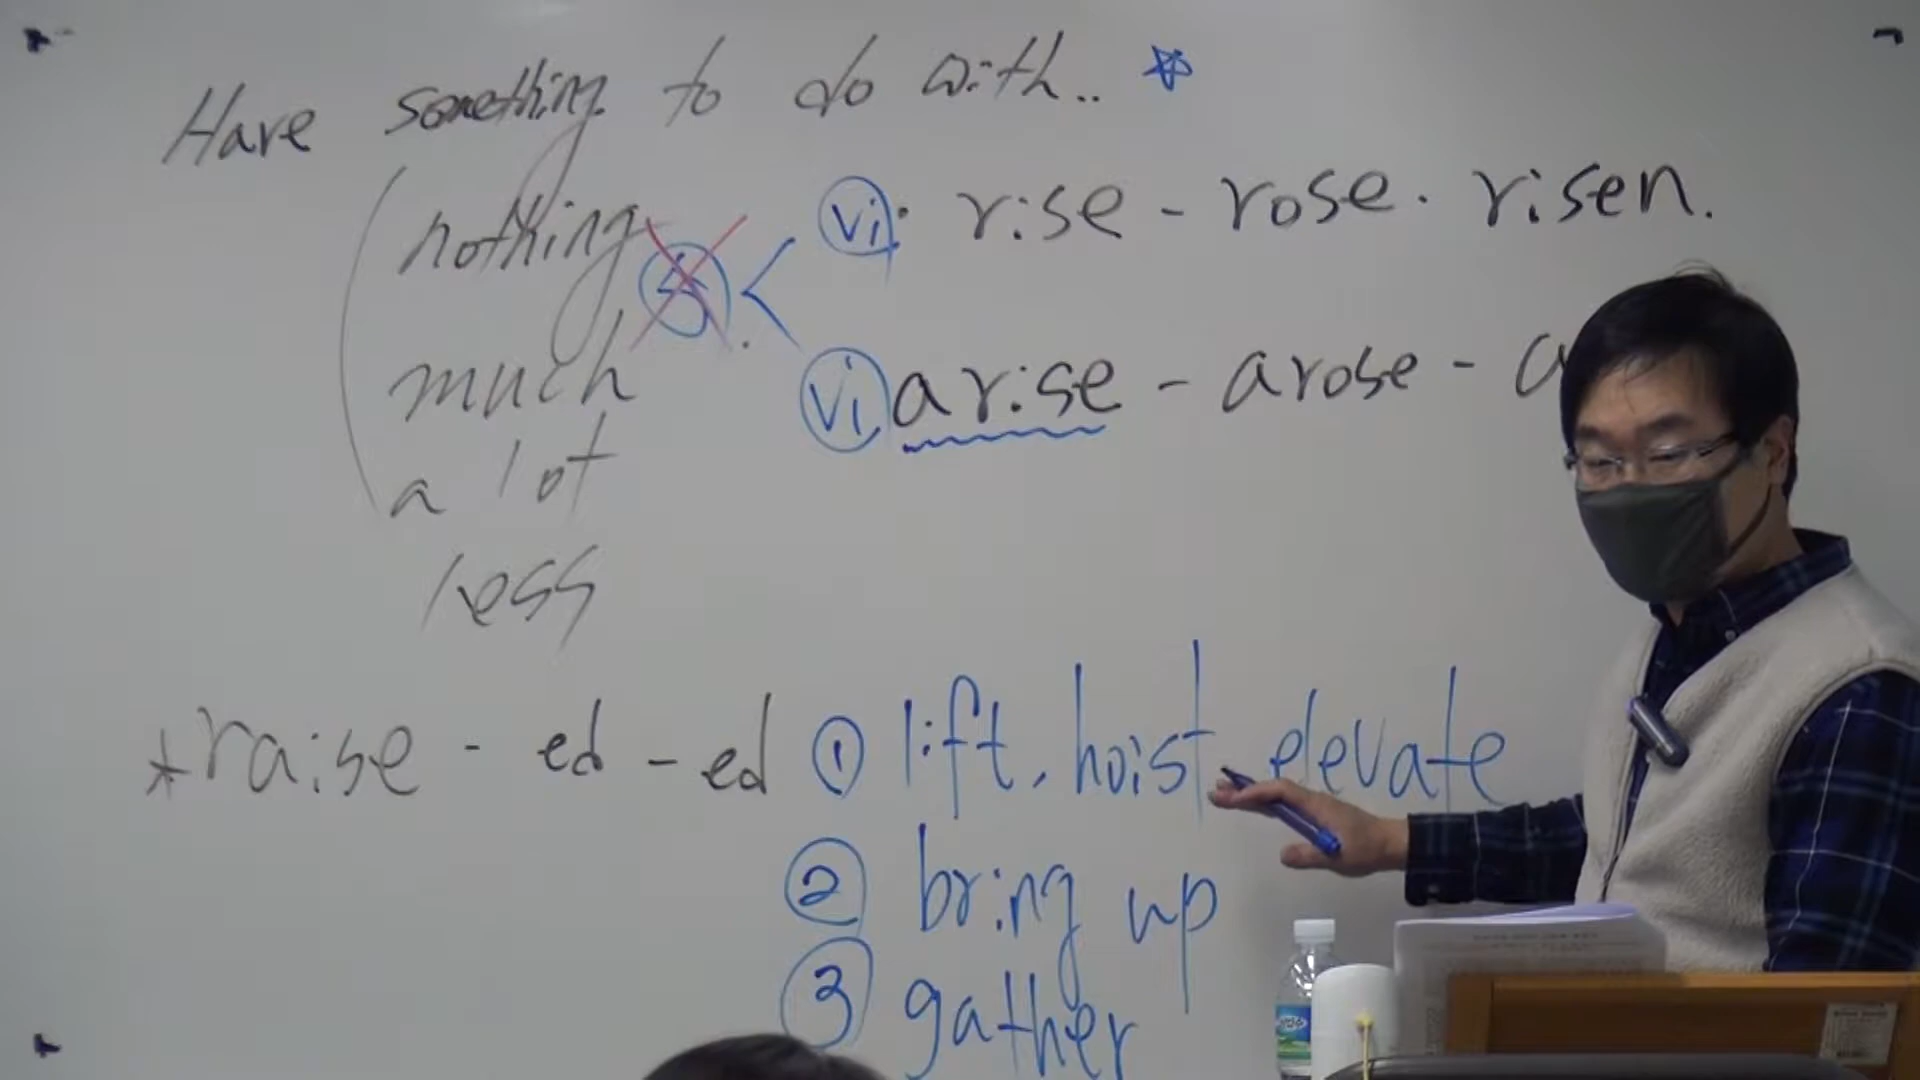 Have something to do with.. ☆
nothing
much
a lot
less
vi: rise - rose. risen.
vi arise - arose - a
*raise - ed - ed ① lift, hoist elevate
② bring up
③ gather